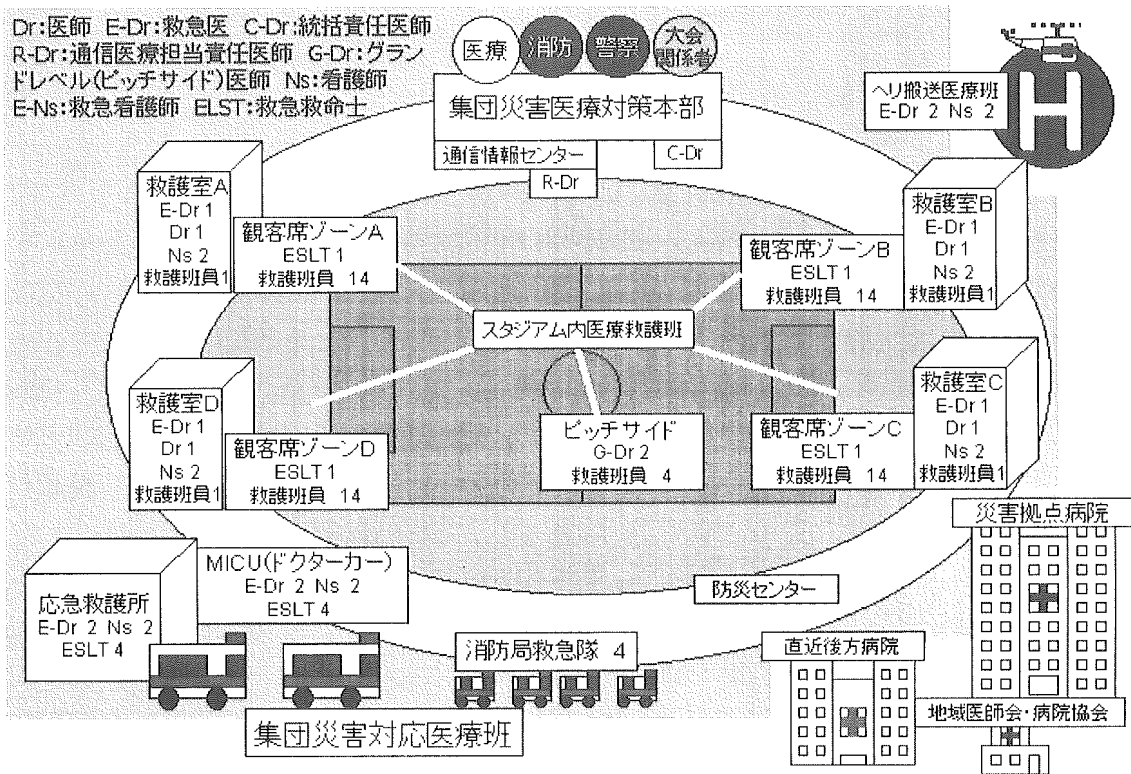 Dr:医師 E-Dr:救急医 C-Dr:統括責任医師
R-Dr:通信医療担当責任医師 G-Dr:グラン
ドレベル(ピッチサイド)医師 Ns:看護師
E-Ns:救急看護師 ELST:救急救命士
医療
消防
警察
大会
関係者
集団災害医療対策本部
通信情報センター
C-Dr
R-Dr
ヘリ搬送医療班
E-Dr 2 Ns 2
H
救護室A
E-Dr 1
Dr 1
Ns 2
救護班員1
観客席ゾーンA
ESLT 1
救護班員 14
観客席ゾーンB
ESLT 1
救護班員 14
救護室B
E-Dr 1
Dr 1
Ns 2
救護班員1
スタジアム内医療救護班
救護室D
E-Dr 1
Dr 1
Ns 2
救護班員1
観客席ゾーンD
ESLT 1
救護班員 14
ピッチサイド
G-Dr 2
救護班員 4
観客席ゾーンC
ESLT 1
救護班員 14
救護室C
E-Dr 1
Dr 1
Ns 2
救護班員1
応急救護所
E-Dr 2 Ns 2
ESLT 4
MICU(ドクターカー)
E-Dr 2 Ns 2
ESLT 4
防災センター
消防局救急隊 4
集団災害対応医療班
直近後方病院
災害拠点病院
地域医師会・病院協会